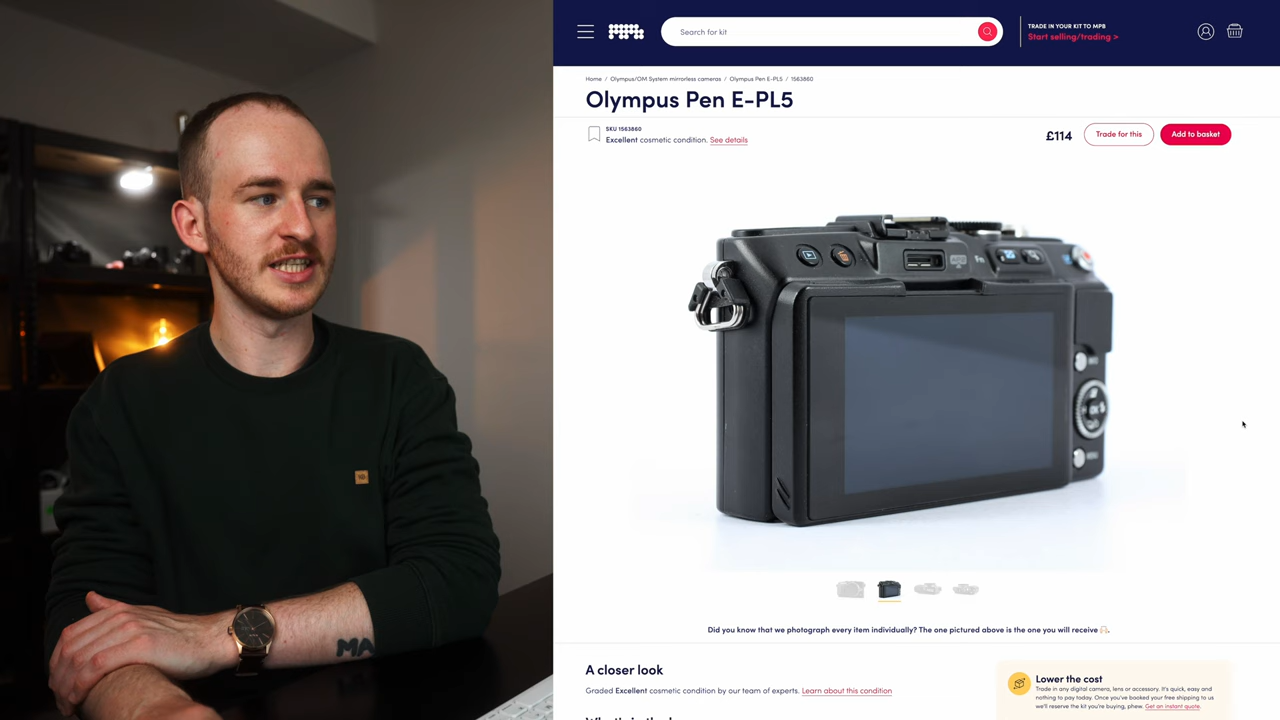 Search for kit
TRADE IN YOUR KIT TO MPB
Start selling/trading >
Home / Olympus/OM System mirrorless cameras / Olympus Pen E-PL5 / 1563860
Olympus Pen E-PL5
SKU 1563860
Excellent cosmetic condition. See details
£114
Trade for this
Add to basket
Fn
OK
MENU
MA
Did you know that we photograph every item individually? The one pictured above is the one you will receive
A closer look
Graded Excellent cosmetic condition by our team of experts. Learn about this condition
Lower the cost
Trade in any digital camera, lens or accessory. It's quick, easy and
nothing to pay today. Once you've booked your free shipping to us
we'll reserve the kit you're buying, phew. Get an instant quote.